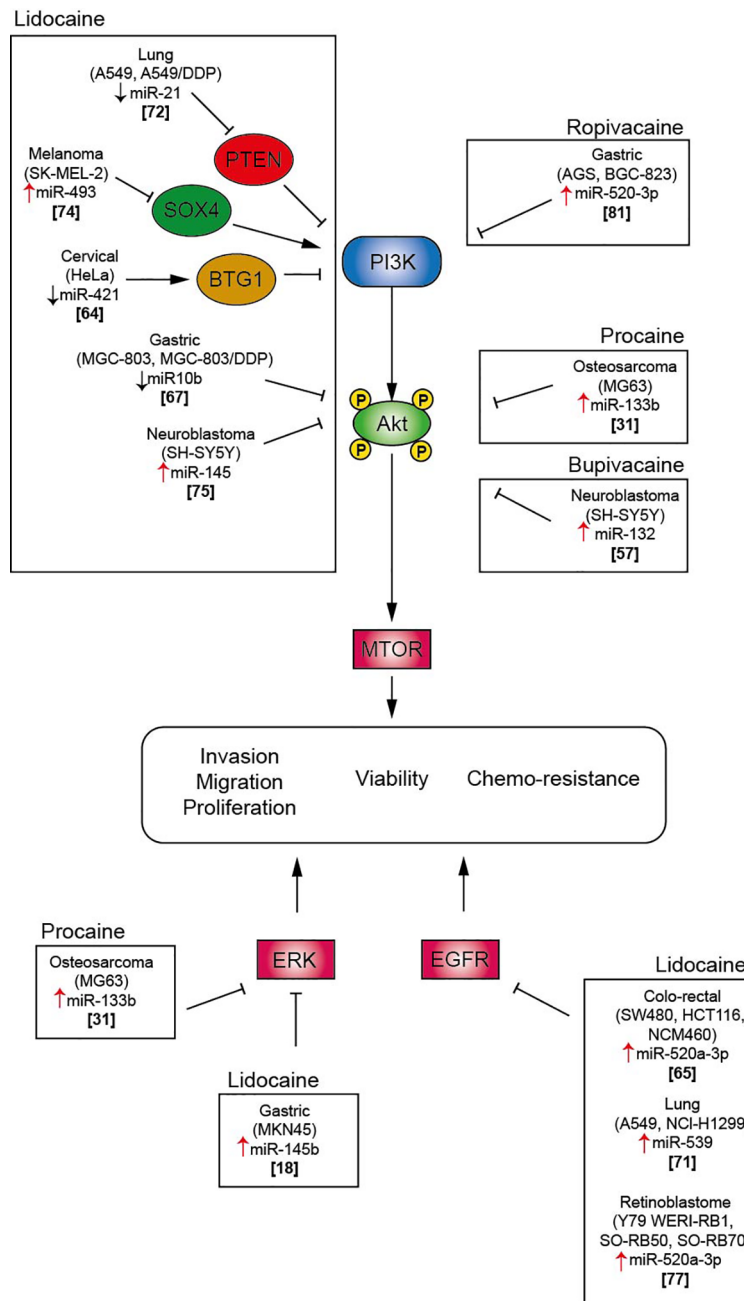 Lidocaine
Lung
(A549, A549/DDP)
↓miR-21
[72]
PTEN
Melanoma
(SK-MEL-2)
↑miR-493
[74]
SOX4
Cervical
(HeLa)
↓miR-421
[64]
BTG1
Gastric
(MGC-803, MGC-803/DDP)
↓miR10b
[67]
Neuroblastoma
(SH-SY5Y)
↑miR-145
[75]
Ropivacaine
Gastric
(AGS, BGC-823)
↑miR-520-3p
[81]
PI3K
Procaine
Osteosarcoma
(MG63)
↑miR-133b
[31]
P P
Akt
P P
Bupivacaine
Neuroblastoma
(SH-SY5Y)
↑miR-132
[57]
MTOR
Invasion
Migration
Proliferation
Viability
Chemo-resistance
Procaine
Osteosarcoma
(MG63)
↑miR-133b
[31]
ERK
EGFR
Lidocaine
Gastric
(MKN45)
↑miR-145b
[18]
Lidocaine
Colo-rectal
(SW480, HCT116,
NCM460)
↑miR-520a-3p
[65]
Lung
(A549, NCI-H1299
↑miR-539
[71]
Retinoblastome
(Y79 WERI-RB1,
SO-RB50, SO-RB70
↑miR-520a-3p
[77]